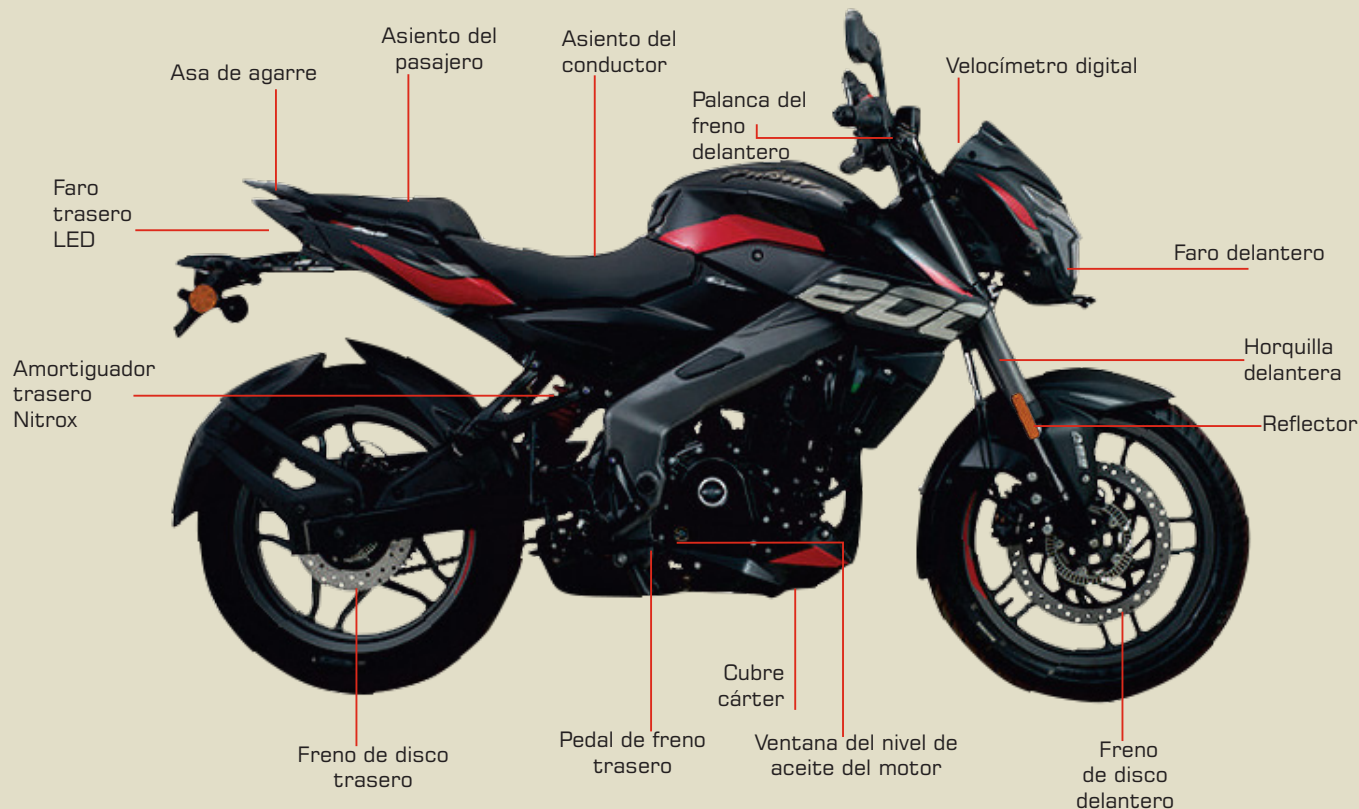 Asiento del
pasajero
Asiento del
conductor
Asa de agarre
Velocímetro digital
Palanca del
freno
delantero
Faro
trasero
LED
Faro delantero
200
Horquilla
delantera
Amortiguador
trasero
Nitrox
Reflector
Cubre
cárter
Pedal de freno
trasero
Ventana del nivel de
aceite del motor
Freno de disco
trasero
Freno
de disco
delantero